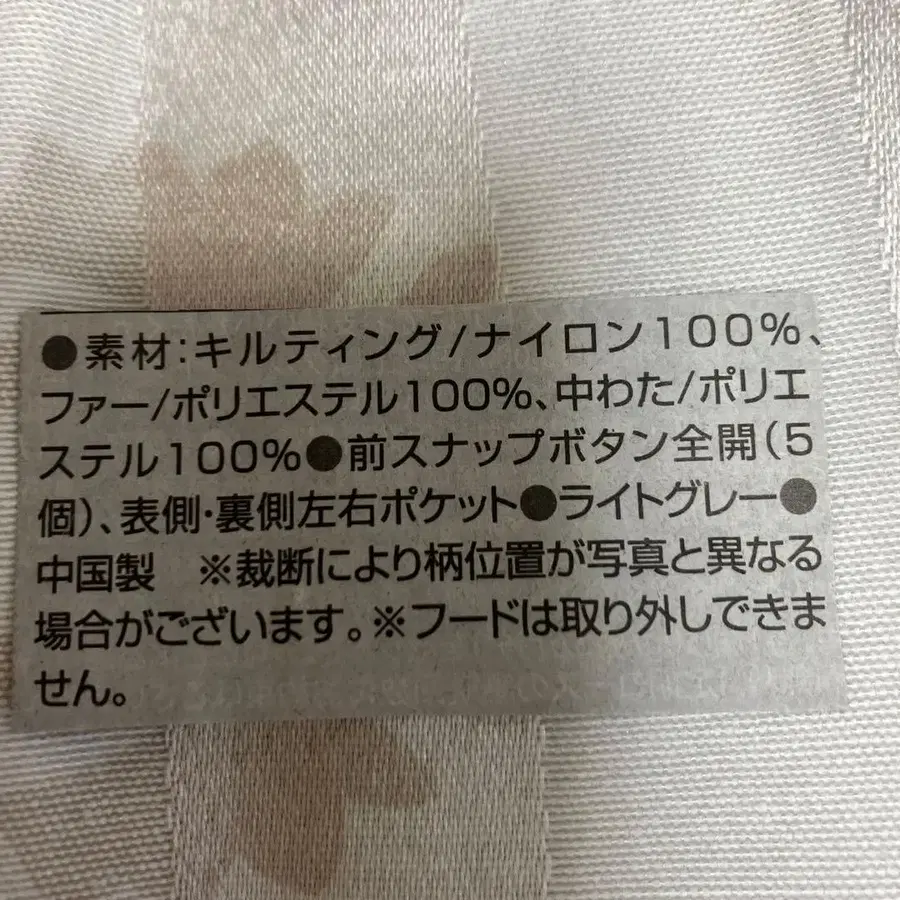 ●素材:キルティング/ナイロン100%、
ファー/ポリエステル100%、中わた/ポリエ
ステル100%●前スナップボタン全開(5
個)、表側・裏側左右ポケット●ライトグレー●
中国製　※裁断により柄位置が写真と異なる
場合がございます。※フードは取り外しできま
せん。